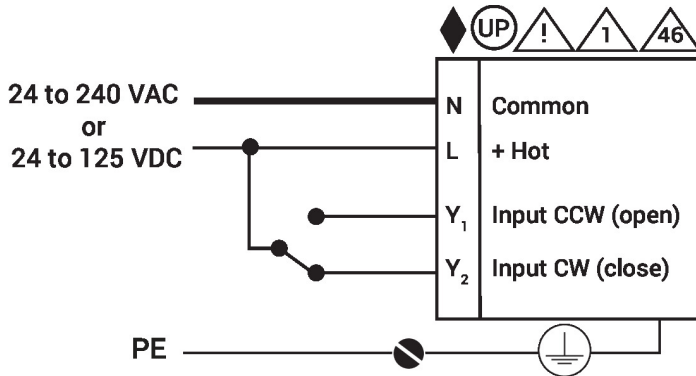 UP ! 1 46
24 to 240 VAC
or
24 to 125 VDC
N Common
L + Hot
Y₁ Input CCW (open)
Y₂ Input CW (close)
PE